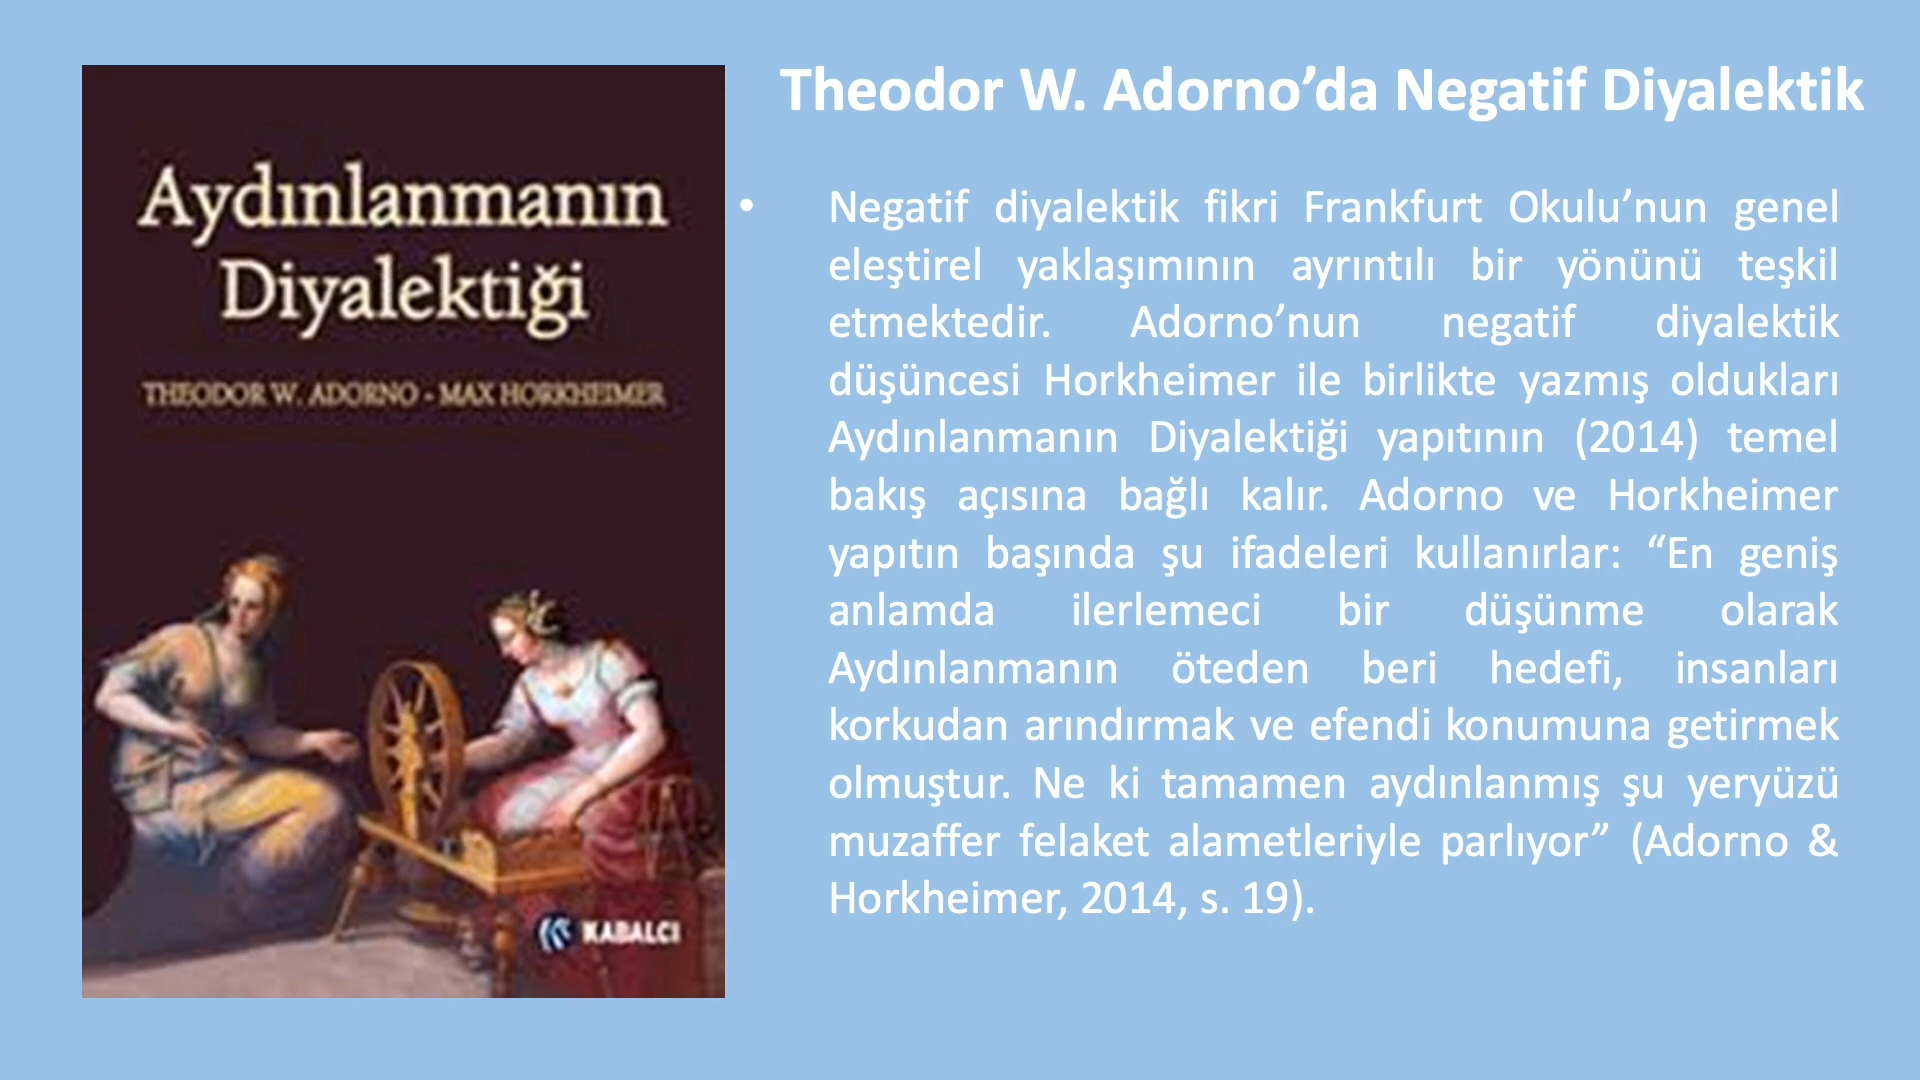 Theodor W. Adorno’da Negatif Diyalektik
Aydınlanmanın
Diyalektiği
THEODOR W. ADORNO - MAX HORKHEIMER
KABALCI
• Negatif diyalektik fikri Frankfurt Okulu’nun genel
eleştirel yaklaşımının ayrıntılı bir yönünü teşkil
etmektedir. Adorno’nun negatif diyalektik
düşüncesi Horkheimer ile birlikte yazmış oldukları
Aydınlanmanın Diyalektiği yapıtının (2014) temel
bakış açısına bağlı kalır. Adorno ve Horkheimer
yapıtın başında şu ifadeleri kullanırlar: “En geniş
anlamda ilerlemeci bir düşünme olarak
Aydınlanmanın öteden beri hedefi, insanları
korkudan arındırmak ve efendi konumuna getirmek
olmuştur. Ne ki tamamen aydınlanmış şu yeryüzü
muzaffer felaket alametleriyle parlıyor” (Adorno &
Horkheimer, 2014, s. 19).